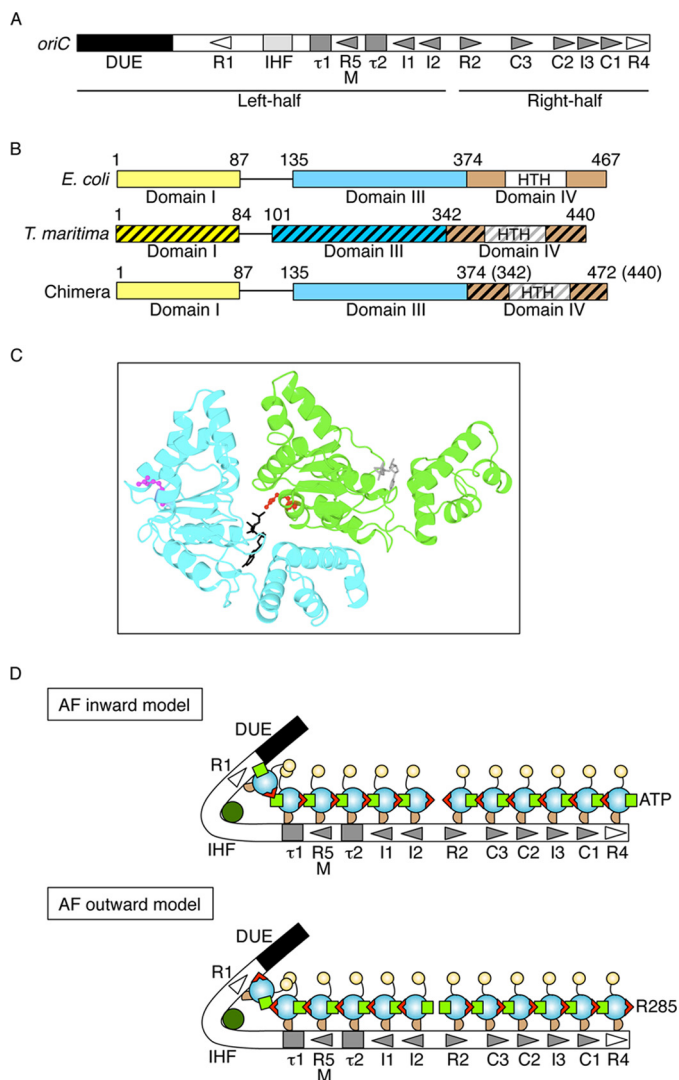 A
oriC
DUE R1 IHF τ1 R5 τ2 I1 I2 R2 C3 C2 I3 C1 R4
M
Left-half Right-half
B
1 87 135 374 467
E. coli HTH
Domain I Domain III Domain IV
1 84 101 342 440
T. maritima HTH
Domain I Domain III Domain IV
1 87 135 374 (342) 472 (440)
Chimera HTH
Domain I Domain III Domain IV
C
D
AF inward model
DUE
R1
ATP
IHF
τ1 R5 τ2 I1 I2 R2 C3 C2 I3 C1 R4
M
AF outward model
DUE
R1
R285
IHF
τ1 R5 τ2 I1 I2 R2 C3 C2 I3 C1 R4
M